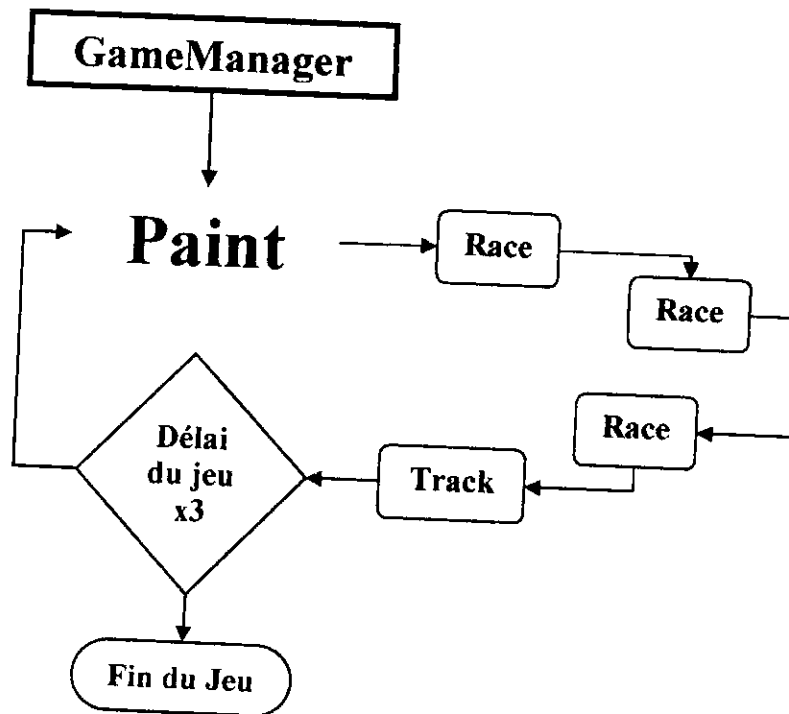 GameManager
Paint
Race
Race
Race
Track
Délai
du jeu
x3
Fin du Jeu